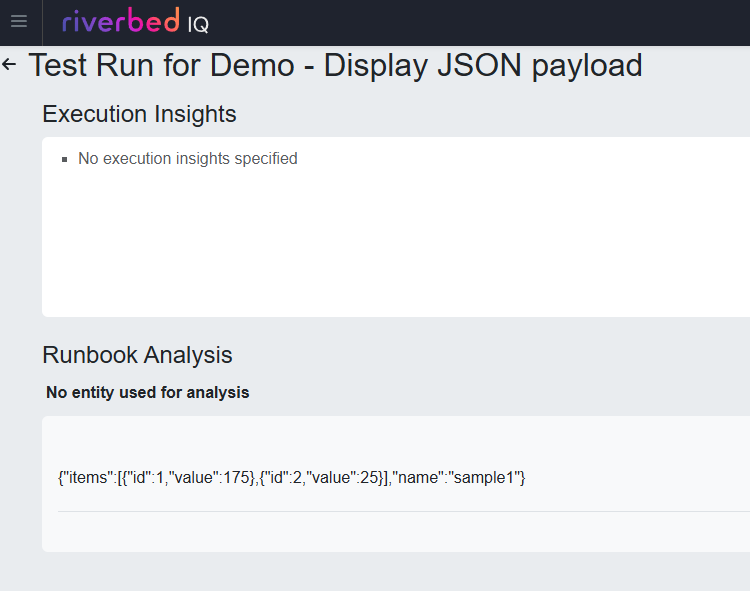 riverbed IQ
Test Run for Demo - Display JSON payload
Execution Insights
No execution insights specified
Runbook Analysis
No entity used for analysis
{"items":[{"id":1,"value":175},{"id":2,"value":25}],"name":"sample1"}